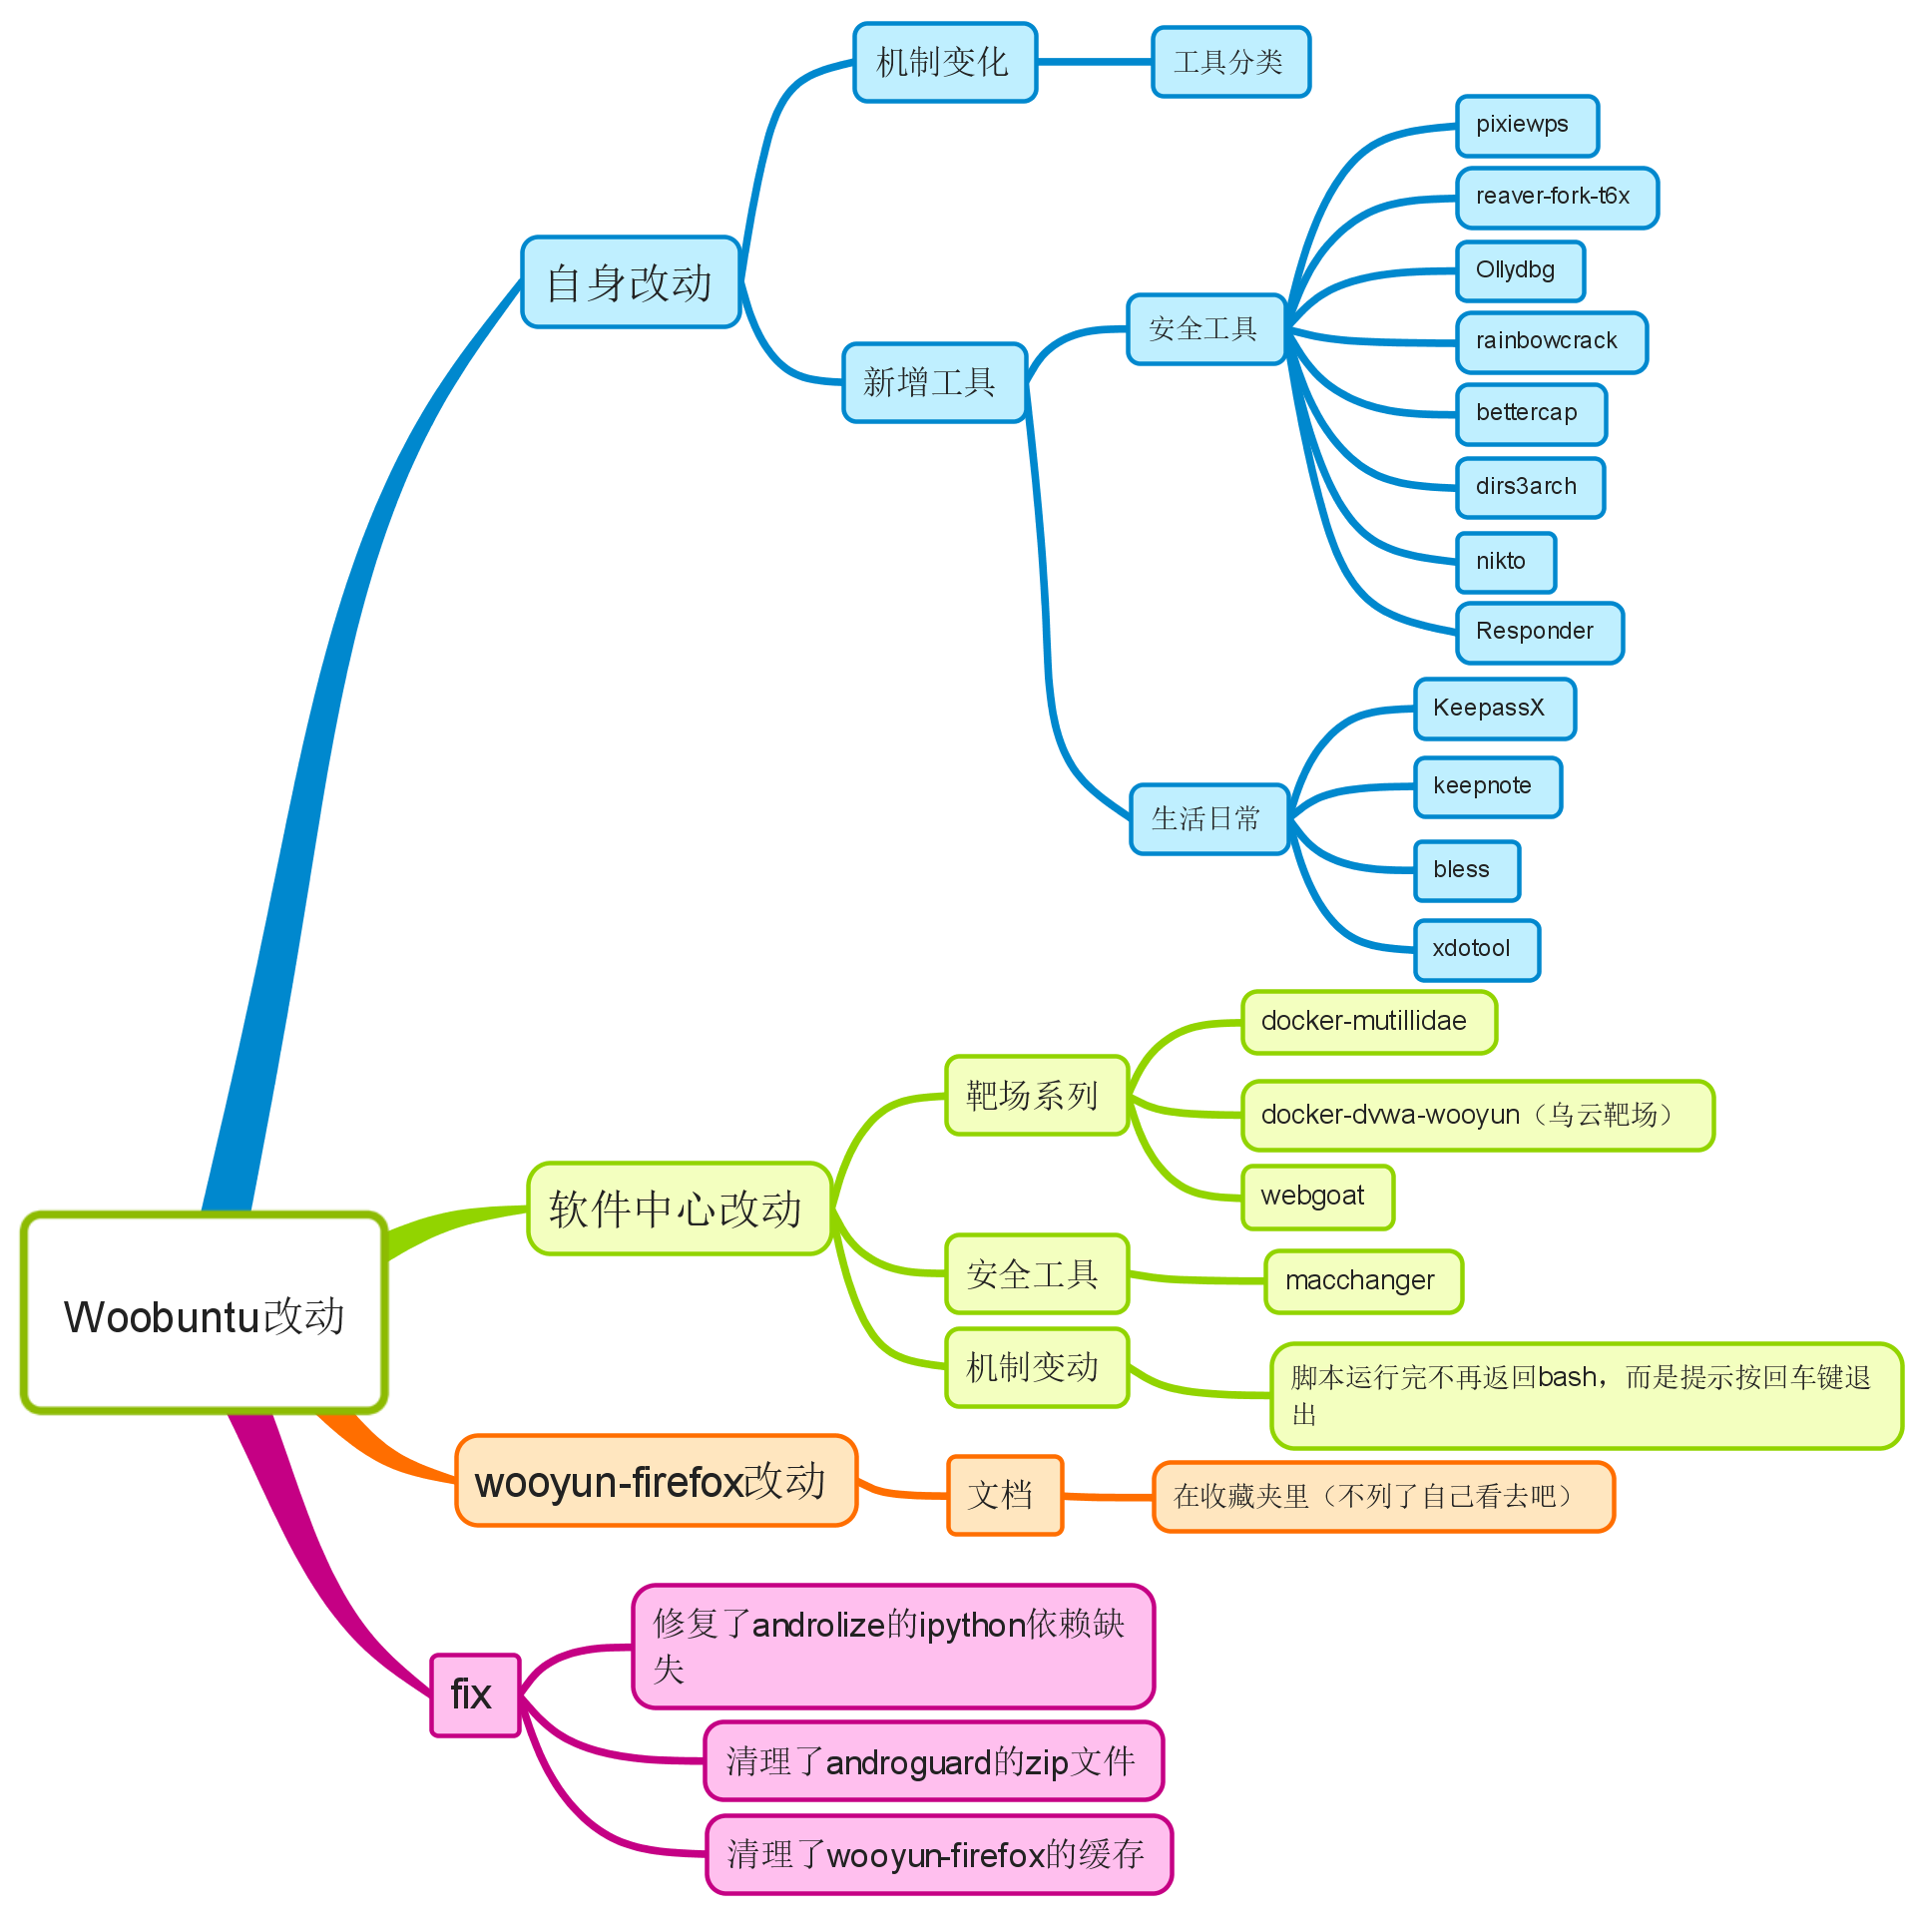 机制变化
工具分类
pixiewps
reaver-fork-t6x
自身改动
Ollydbg
安全工具
rainbowcrack
新增工具
bettercap
dirs3arch
nikto
Responder
KeepassX
keepnote
生活日常
bless
xdotool
docker-mutillidae
靶场系列
docker-dvwa-wooyun（乌云靶场）
webgoat
软件中心改动
安全工具
macchanger
Woobuntu改动
机制变动
脚本运行完不再返回bash，而是提示按回车键退
出
wooyun-firefox改动
文档
在收藏夹里（不列了自己看去吧）
修复了androlize的ipython依赖缺
失
fix
清理了androguard的zip文件
清理了wooyun-firefox的缓存